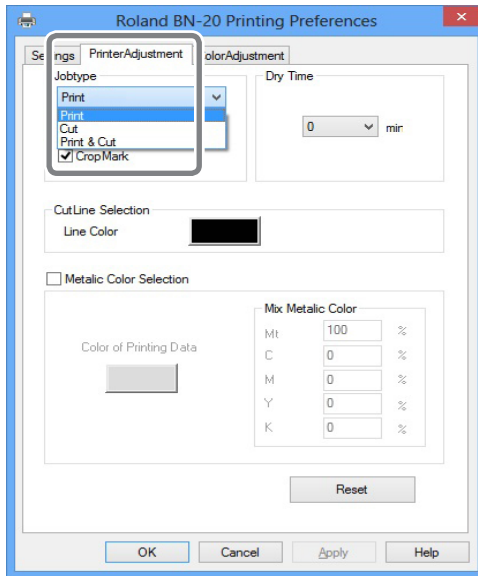 Roland BN-20 Printing Preferences
Se ngs PrinterAdjustment olorAdjustment
Jobtype
Dry Time
Print
Print
Cut
Print & Cut
CropMark
0 min
CutLine Selection
Line Color
Metalic Color Selection
Mix Metalic Color
Color of Printing Data
Mt 100 %
C 0 %
M 0 %
Y 0 %
K 0 %
Reset
OK Cancel Apply Help